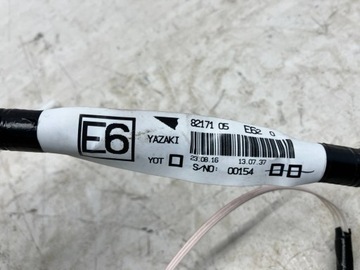 E6
82171 05 E62 0
YAZAKI
YOT
23.08.16 13.07.37
S/NO: 00154